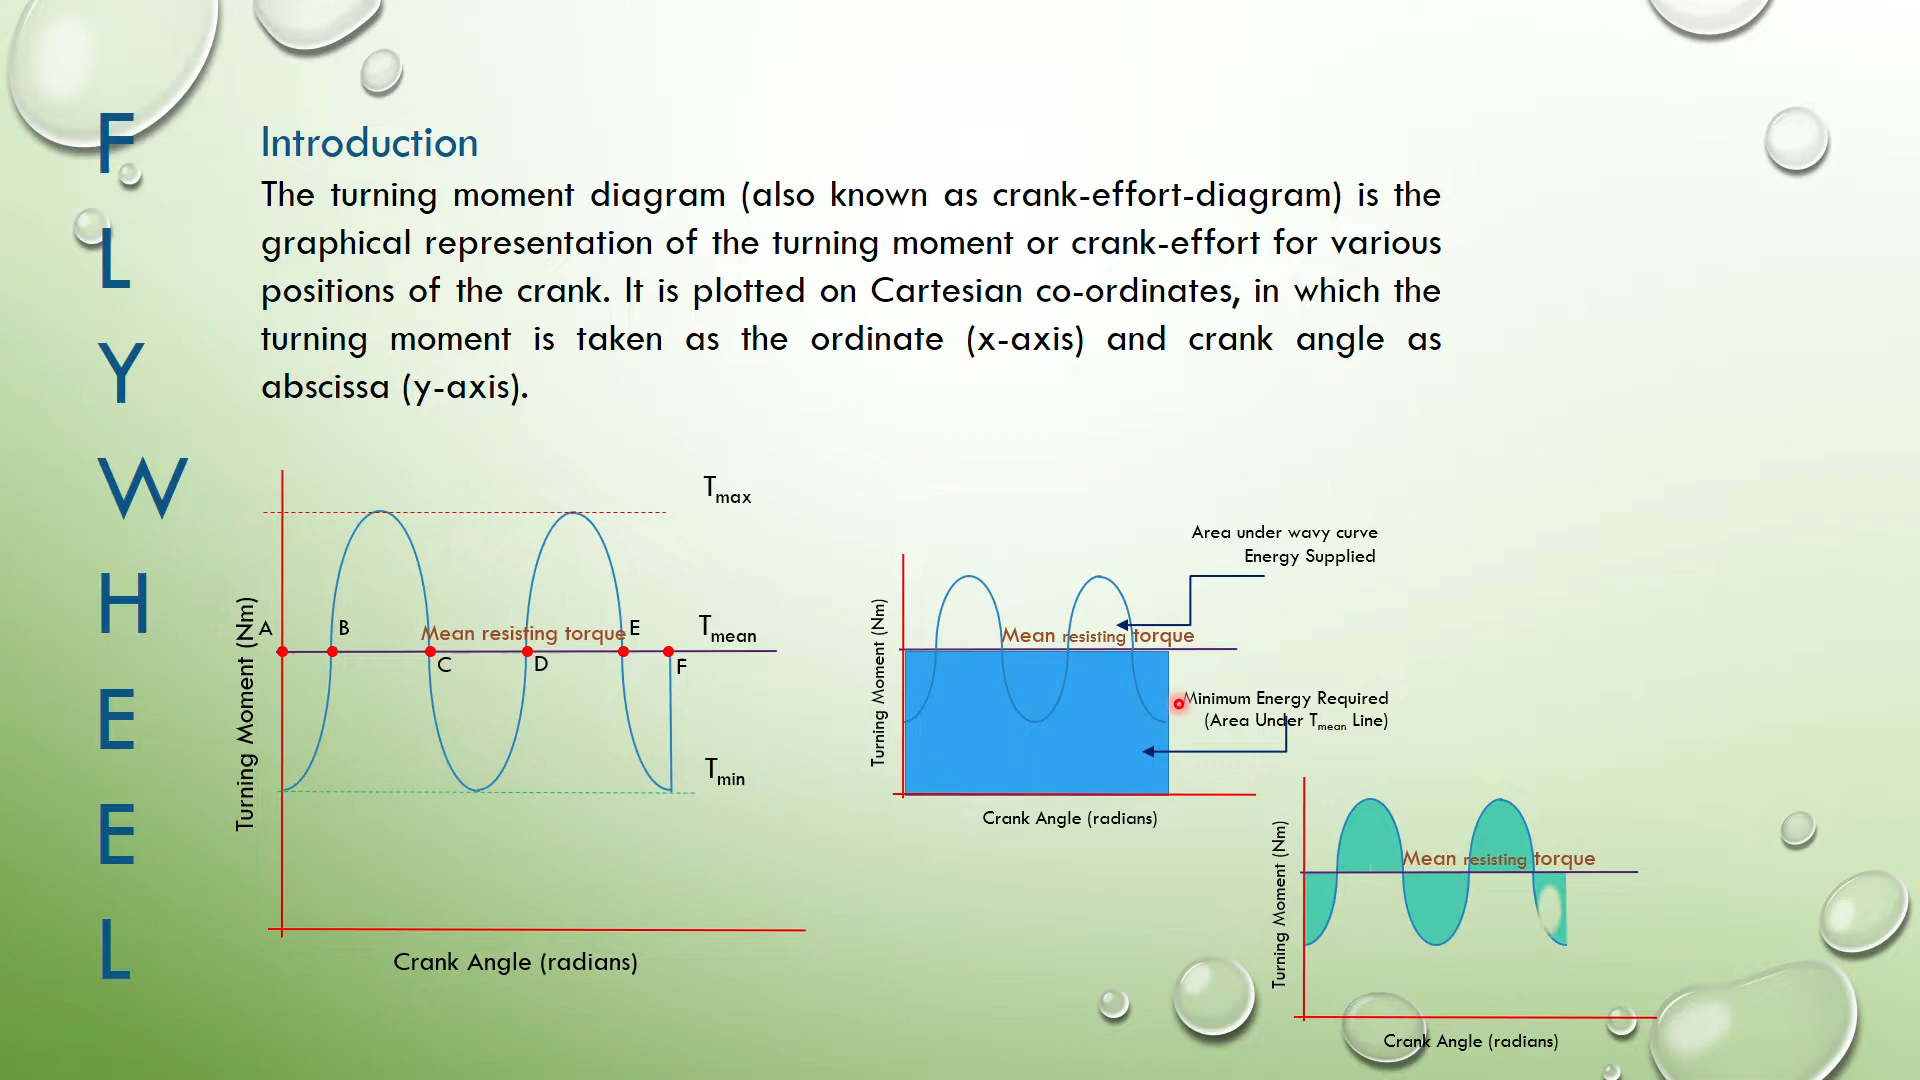 FLYWHEEL
Introduction
The turning moment diagram (also known as crank-effort-diagram) is the
graphical representation of the turning moment or crank-effort for various
positions of the crank. It is plotted on Cartesian co-ordinates, in which the
turning moment is taken as the ordinate (x-axis) and crank angle as
abscissa (y-axis).
Tmax
A
B
Mean resisting torque
E
Tmean
C
D
F
Tmin
Turning Moment (Nm)
Crank Angle (radians)
Area under wavy curve
Energy Supplied
Mean resisting torque
Minimum Energy Required
(Area Under Tmean Line)
Turning Moment (Nm)
Crank Angle (radians)
Mean resisting torque
Turning Moment (Nm)
Crank Angle (radians)